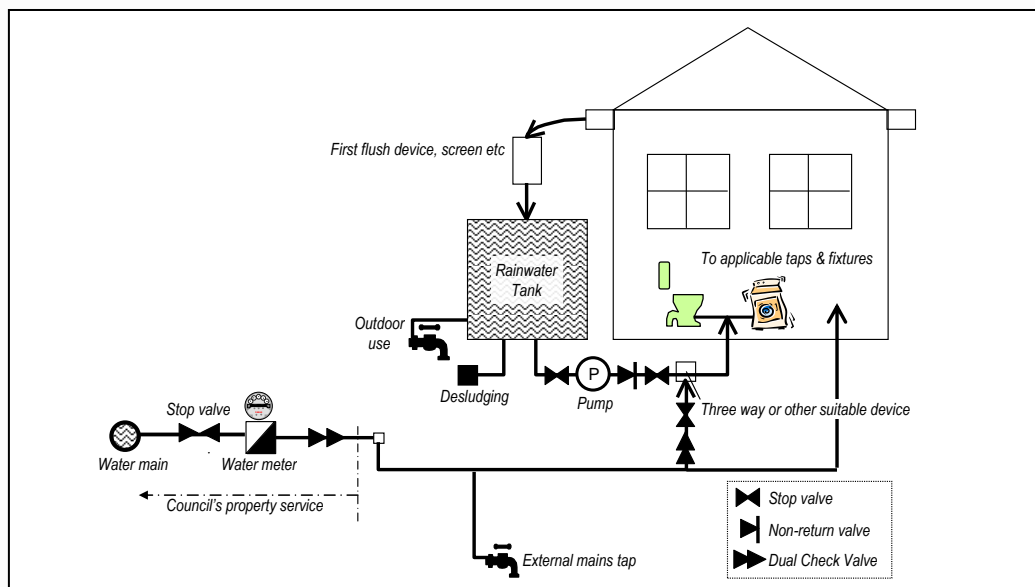 First flush device, screen etc
Rainwater
Tank
To applicable taps & fixtures
Outdoor
use
Desludging
P
Pump
Three way or other suitable device
Stop valve
Water main
Water meter
Council's property service
External mains tap
Stop valve
Non-return valve
Dual Check Valve